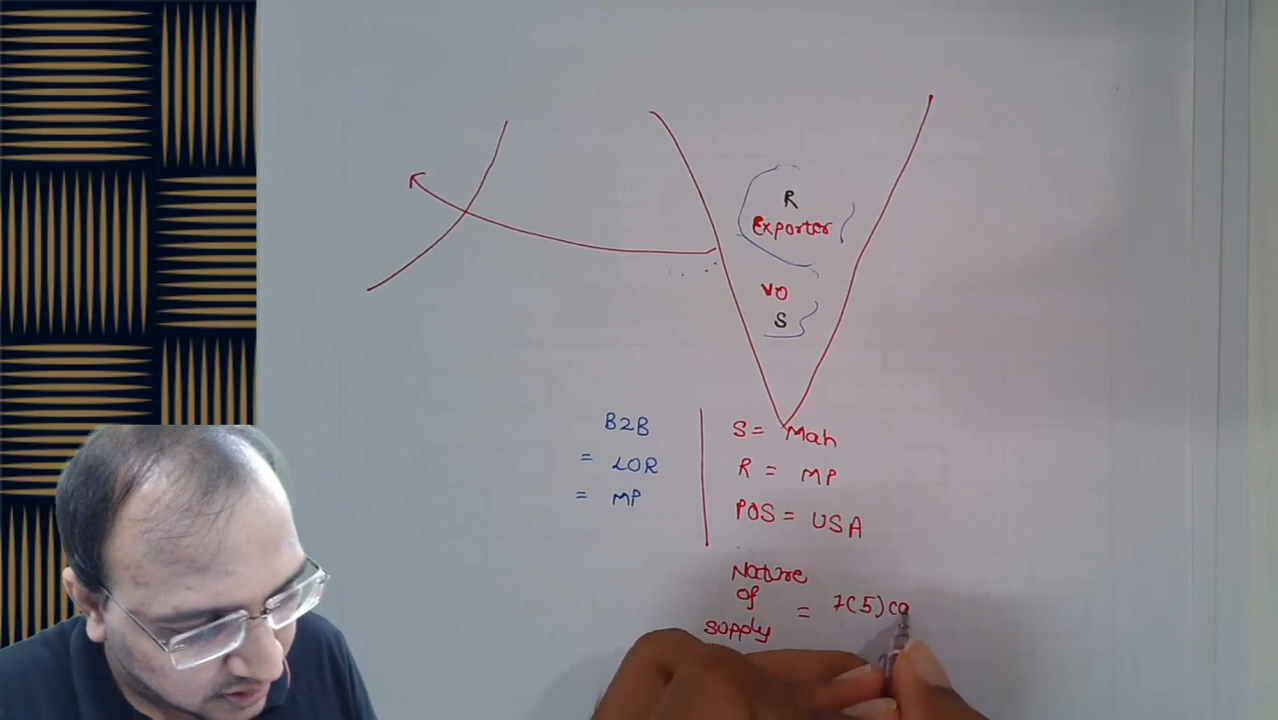 R
Exporter
VO
S
B2B
= LOR
= MP
S = Mah
R = MP
POS = USA
Nature
of
supply
= 7(5)(a